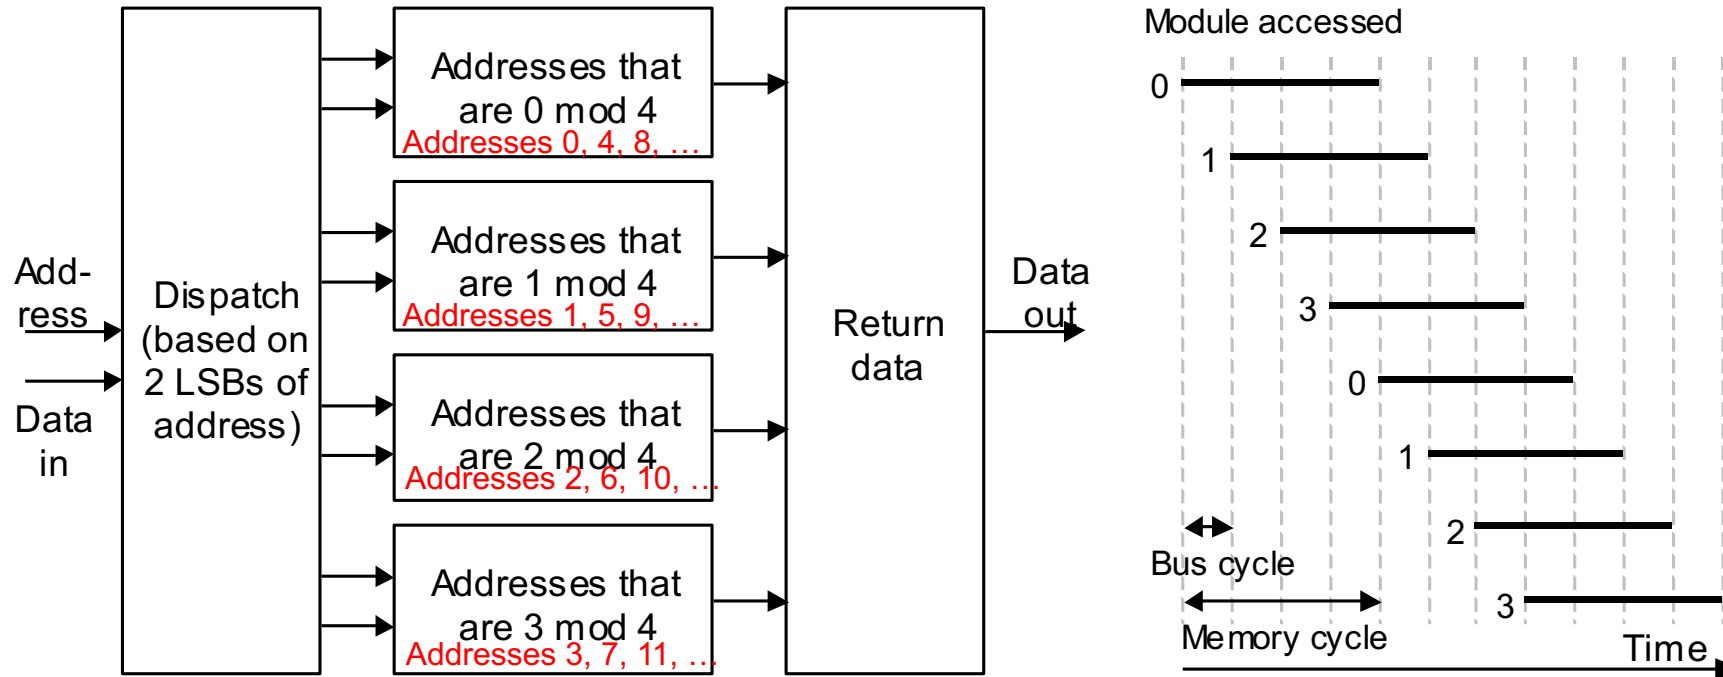 Add-
ress
Data
in
Dispatch
(based on
2 LSBs of
address)
Addresses that
are 0 mod 4
Addresses 0, 4, 8, …
Addresses that
are 1 mod 4
Addresses 1, 5, 9, …
Addresses that
are 2 mod 4
Addresses 2, 6, 10, …
Addresses that
are 3 mod 4
Addresses 3, 7, 11, …
Return
data
Data
out
Module accessed
0
1
2
3
0
1
2
Bus cycle
3
Memory cycle
Time